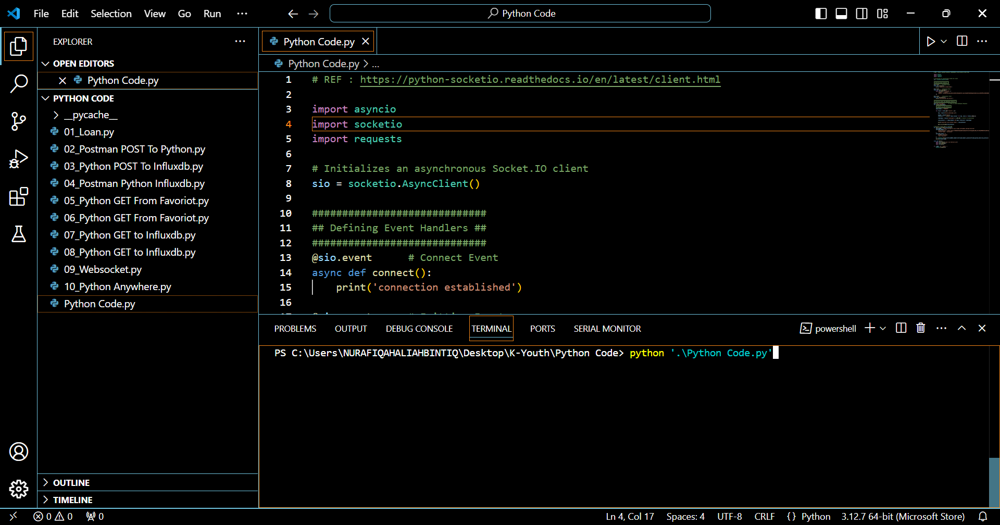 File Edit Selection View Go Run ···
Python Code
EXPLORER
OPEN EDITORS
Python Code.py
PYTHON CODE
__pycache__
01_Loan.py
02_Postman POST To Python.py
03_Python POST To Influxdb.py
04_Postman Python Influxdb.py
05_Python GET From Favoriot.py
06_Python GET From Favoriot.py
07_Python GET to Influxdb.py
08_Python GET to Influxdb.py
09_Websocket.py
10_Python Anywhere.py
Python Code.py
OUTLINE
TIMELINE
Python Code.py
Python Code.py > ...
1 # REF : https://python-socketio.readthedocs.io/en/latest/client.html
2
3 import asyncio
4 import socketio
5 import requests
6
7 # Initializes an asynchronous Socket.IO client
8 sio = socketio.AsyncClient()
9
10 #############################
11 ## Defining Event Handlers ##
12 #############################
13 @sio.event      # Connect Event
14 async def connect():
15     print('connection established')
16
PROBLEMS OUTPUT DEBUG CONSOLE TERMINAL PORTS SERIAL MONITOR
powershell
PS C:\Users\NURAFIQAHALIAHBINTIQ\Desktop\K-Youth\Python Code> python '.\Python Code.py'
0 0 0
Ln 4, Col 17 Spaces: 4 UTF-8 CRLF {} Python 3.12.7 64-bit (Microsoft Store)